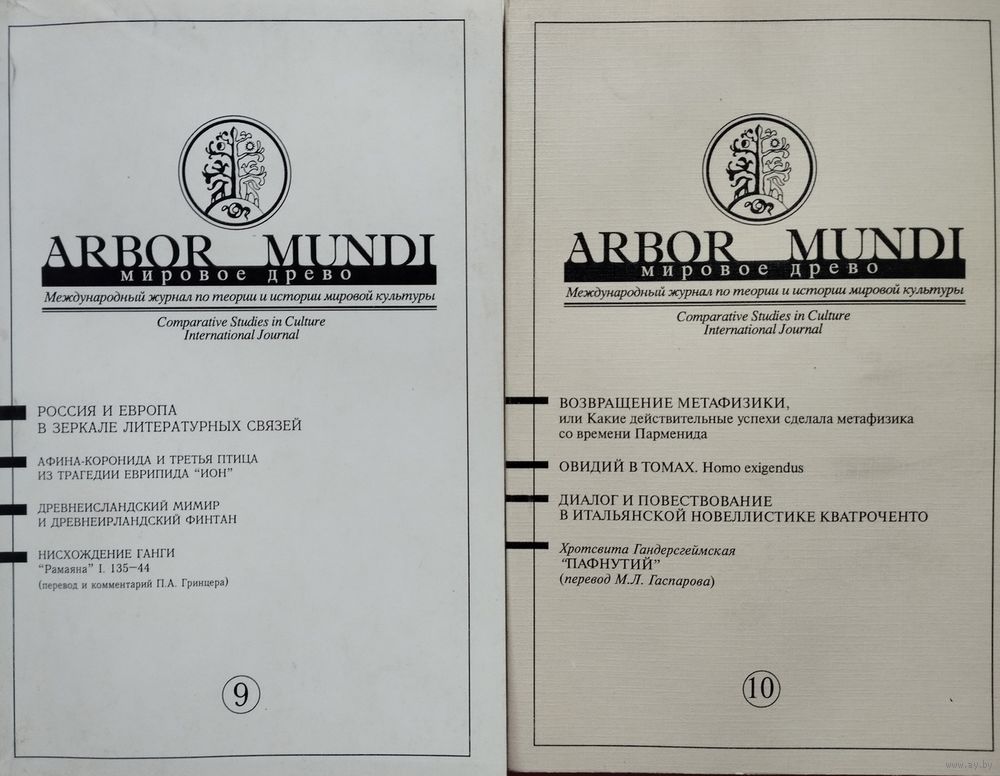 ARBOR MUNDI
мировое древо
Международный журнал по теории и истории мировой культуры
Comparative Studies in Culture
International Journal
РОССИЯ И ЕВРОПА
В ЗЕРКАЛЕ ЛИТЕРАТУРНЫХ СВЯЗЕЙ
АФИНА-КОРОНИДА И ТРЕТЬЯ ПТИЦА
ИЗ ТРАГЕДИИ ЕВРИПИДА “ИОН”
ДРЕВНЕИСЛАНДСКИЙ МИМИР
И ДРЕВНЕИРЛАНДСКИЙ ФИНТАН
НИСХОЖДЕНИЕ ГАНГИ
“Рамаяна” I. 135—44
(перевод и комментарий П.А. Гринцера)
9
ARBOR MUNDI
мировое древо
Международный журнал по теории и истории мировой культуры
Comparative Studies in Culture
International Journal
ВОЗВРАЩЕНИЕ МЕТАФИЗИКИ,
или Какие действительные успехи сделала метафизика
со времени Парменида
ОВИДИЙ В ТОМАХ. Homo exigendus
ДИАЛОГ И ПОВЕСТВОВАНИЕ
В ИТАЛЬЯНСКОЙ НОВЕЛЛИСТИКЕ КВАТРОЧЕНТО
Хротсвита Гандерсгеймская
“ПАФНУТИЙ”
(перевод М.Л. Гаспарова)
10
www.ay.by